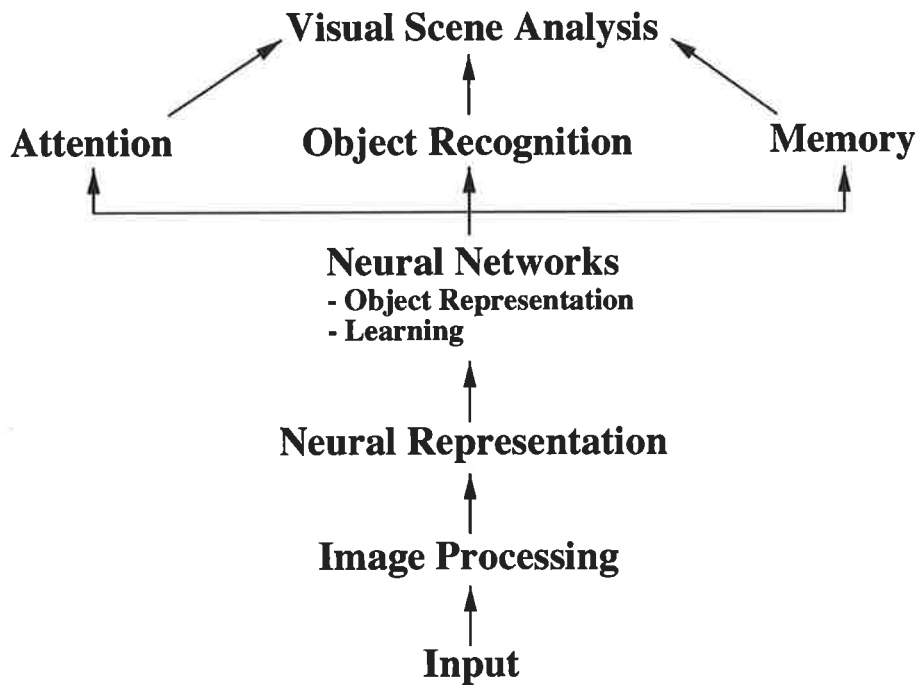 Visual Scene Analysis
Attention Object Recognition Memory
Neural Networks
- Object Representation
- Learning
Neural Representation
Image Processing
Input